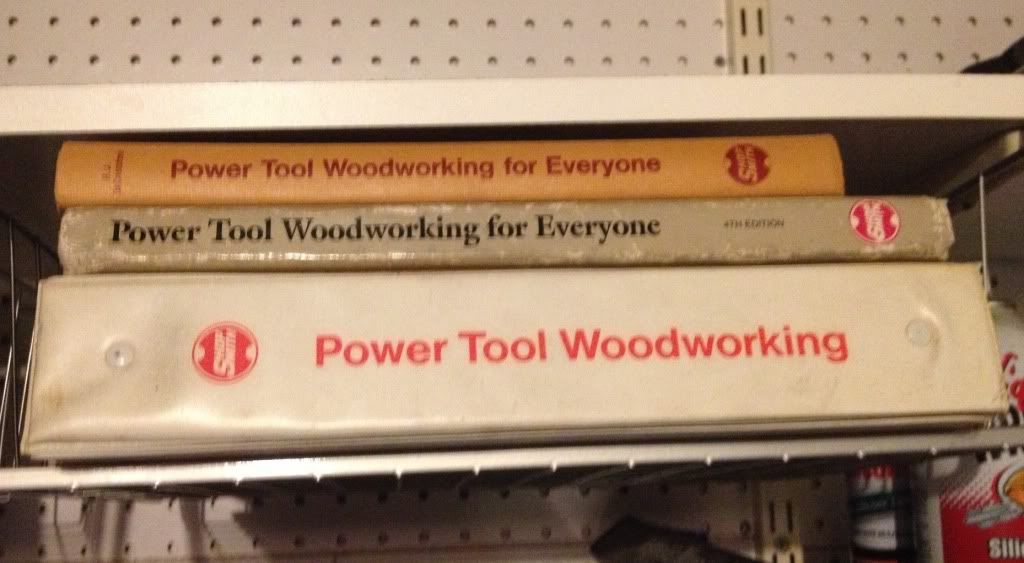 Power Tool Woodworking for Everyone
Power Tool Woodworking for Everyone 4TH EDITION
Power Tool Woodworking